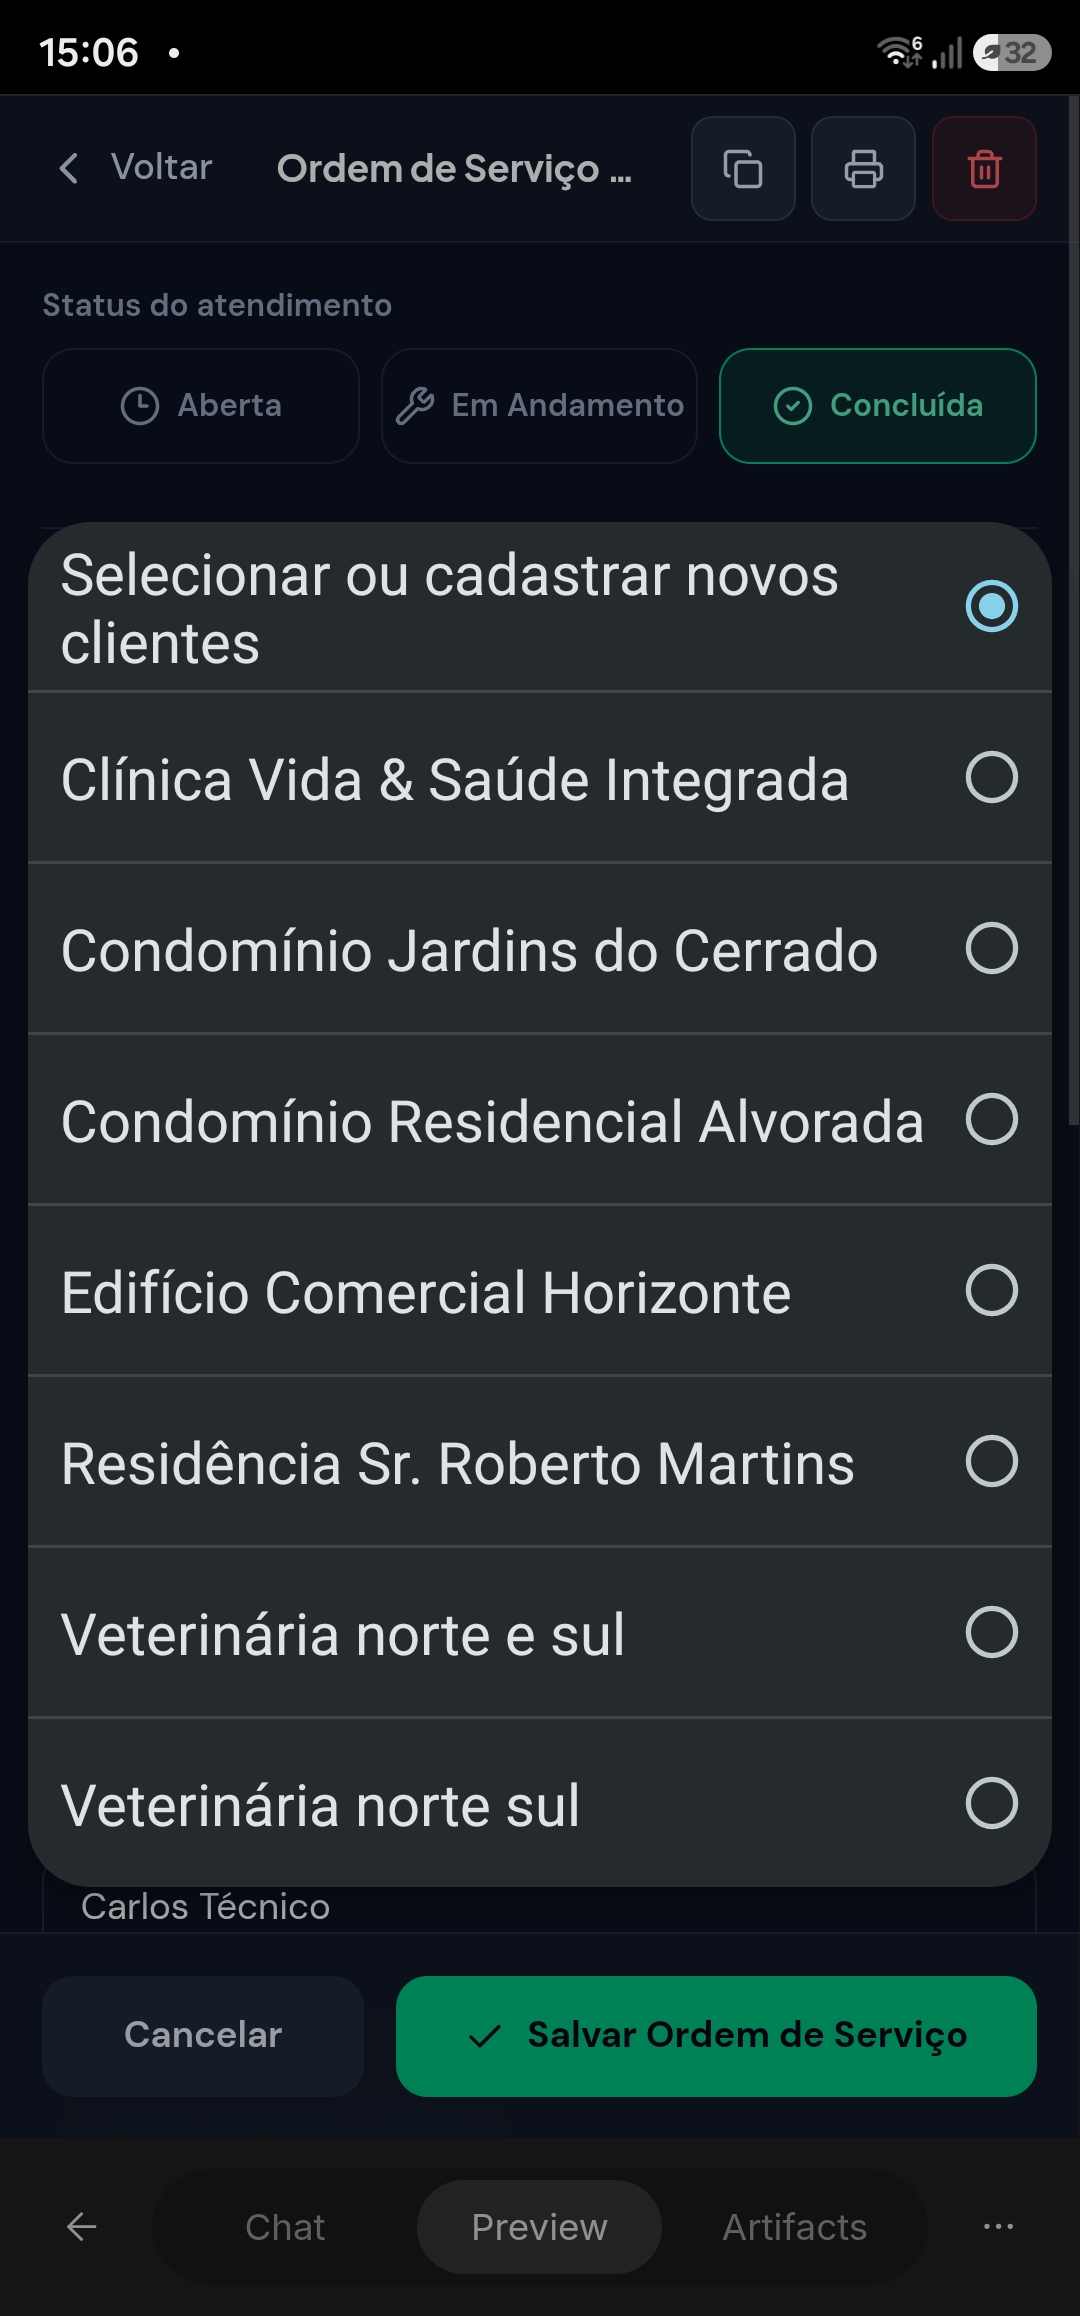 15:06
6
32
Voltar
Ordem de Serviço ...
Status do atendimento
Aberta
Em Andamento
Concluída
Selecionar ou cadastrar novos
clientes
Clínica Vida & Saúde Integrada
Condomínio Jardins do Cerrado
Condomínio Residencial Alvorada
Edifício Comercial Horizonte
Residência Sr. Roberto Martins
Veterinária norte e sul
Veterinária norte sul
Carlos Técnico
Cancelar
Salvar Ordem de Serviço
Chat
Preview
Artifacts